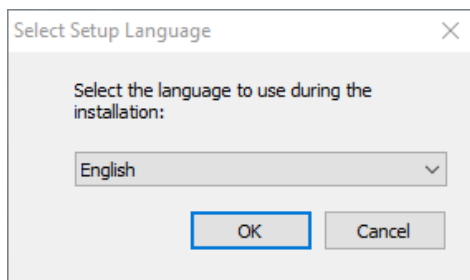 Select Setup Language
Select the language to use during the
installation:
English
OK
Cancel